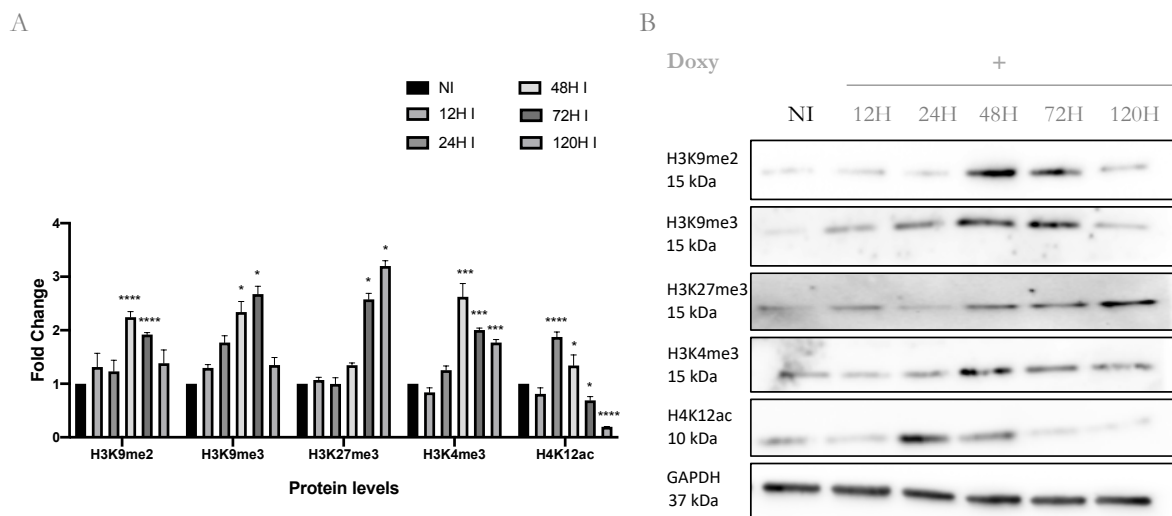 A
NI
12H I
24H I
48H I
72H I
120H I
Fold Change
4
3
2
1
0
****
****
*
*
*
*
***
***
***
****
*
*
****
H3K9me2
H3K9me3
H3K27me3
H3K4me3
H4K12ac
Protein levels
B
Doxy +
NI 12H 24H 48H 72H 120H
H3K9me2
15 kDa
H3K9me3
15 kDa
H3K27me3
15 kDa
H3K4me3
15 kDa
H4K12ac
10 kDa
GAPDH
37 kDa